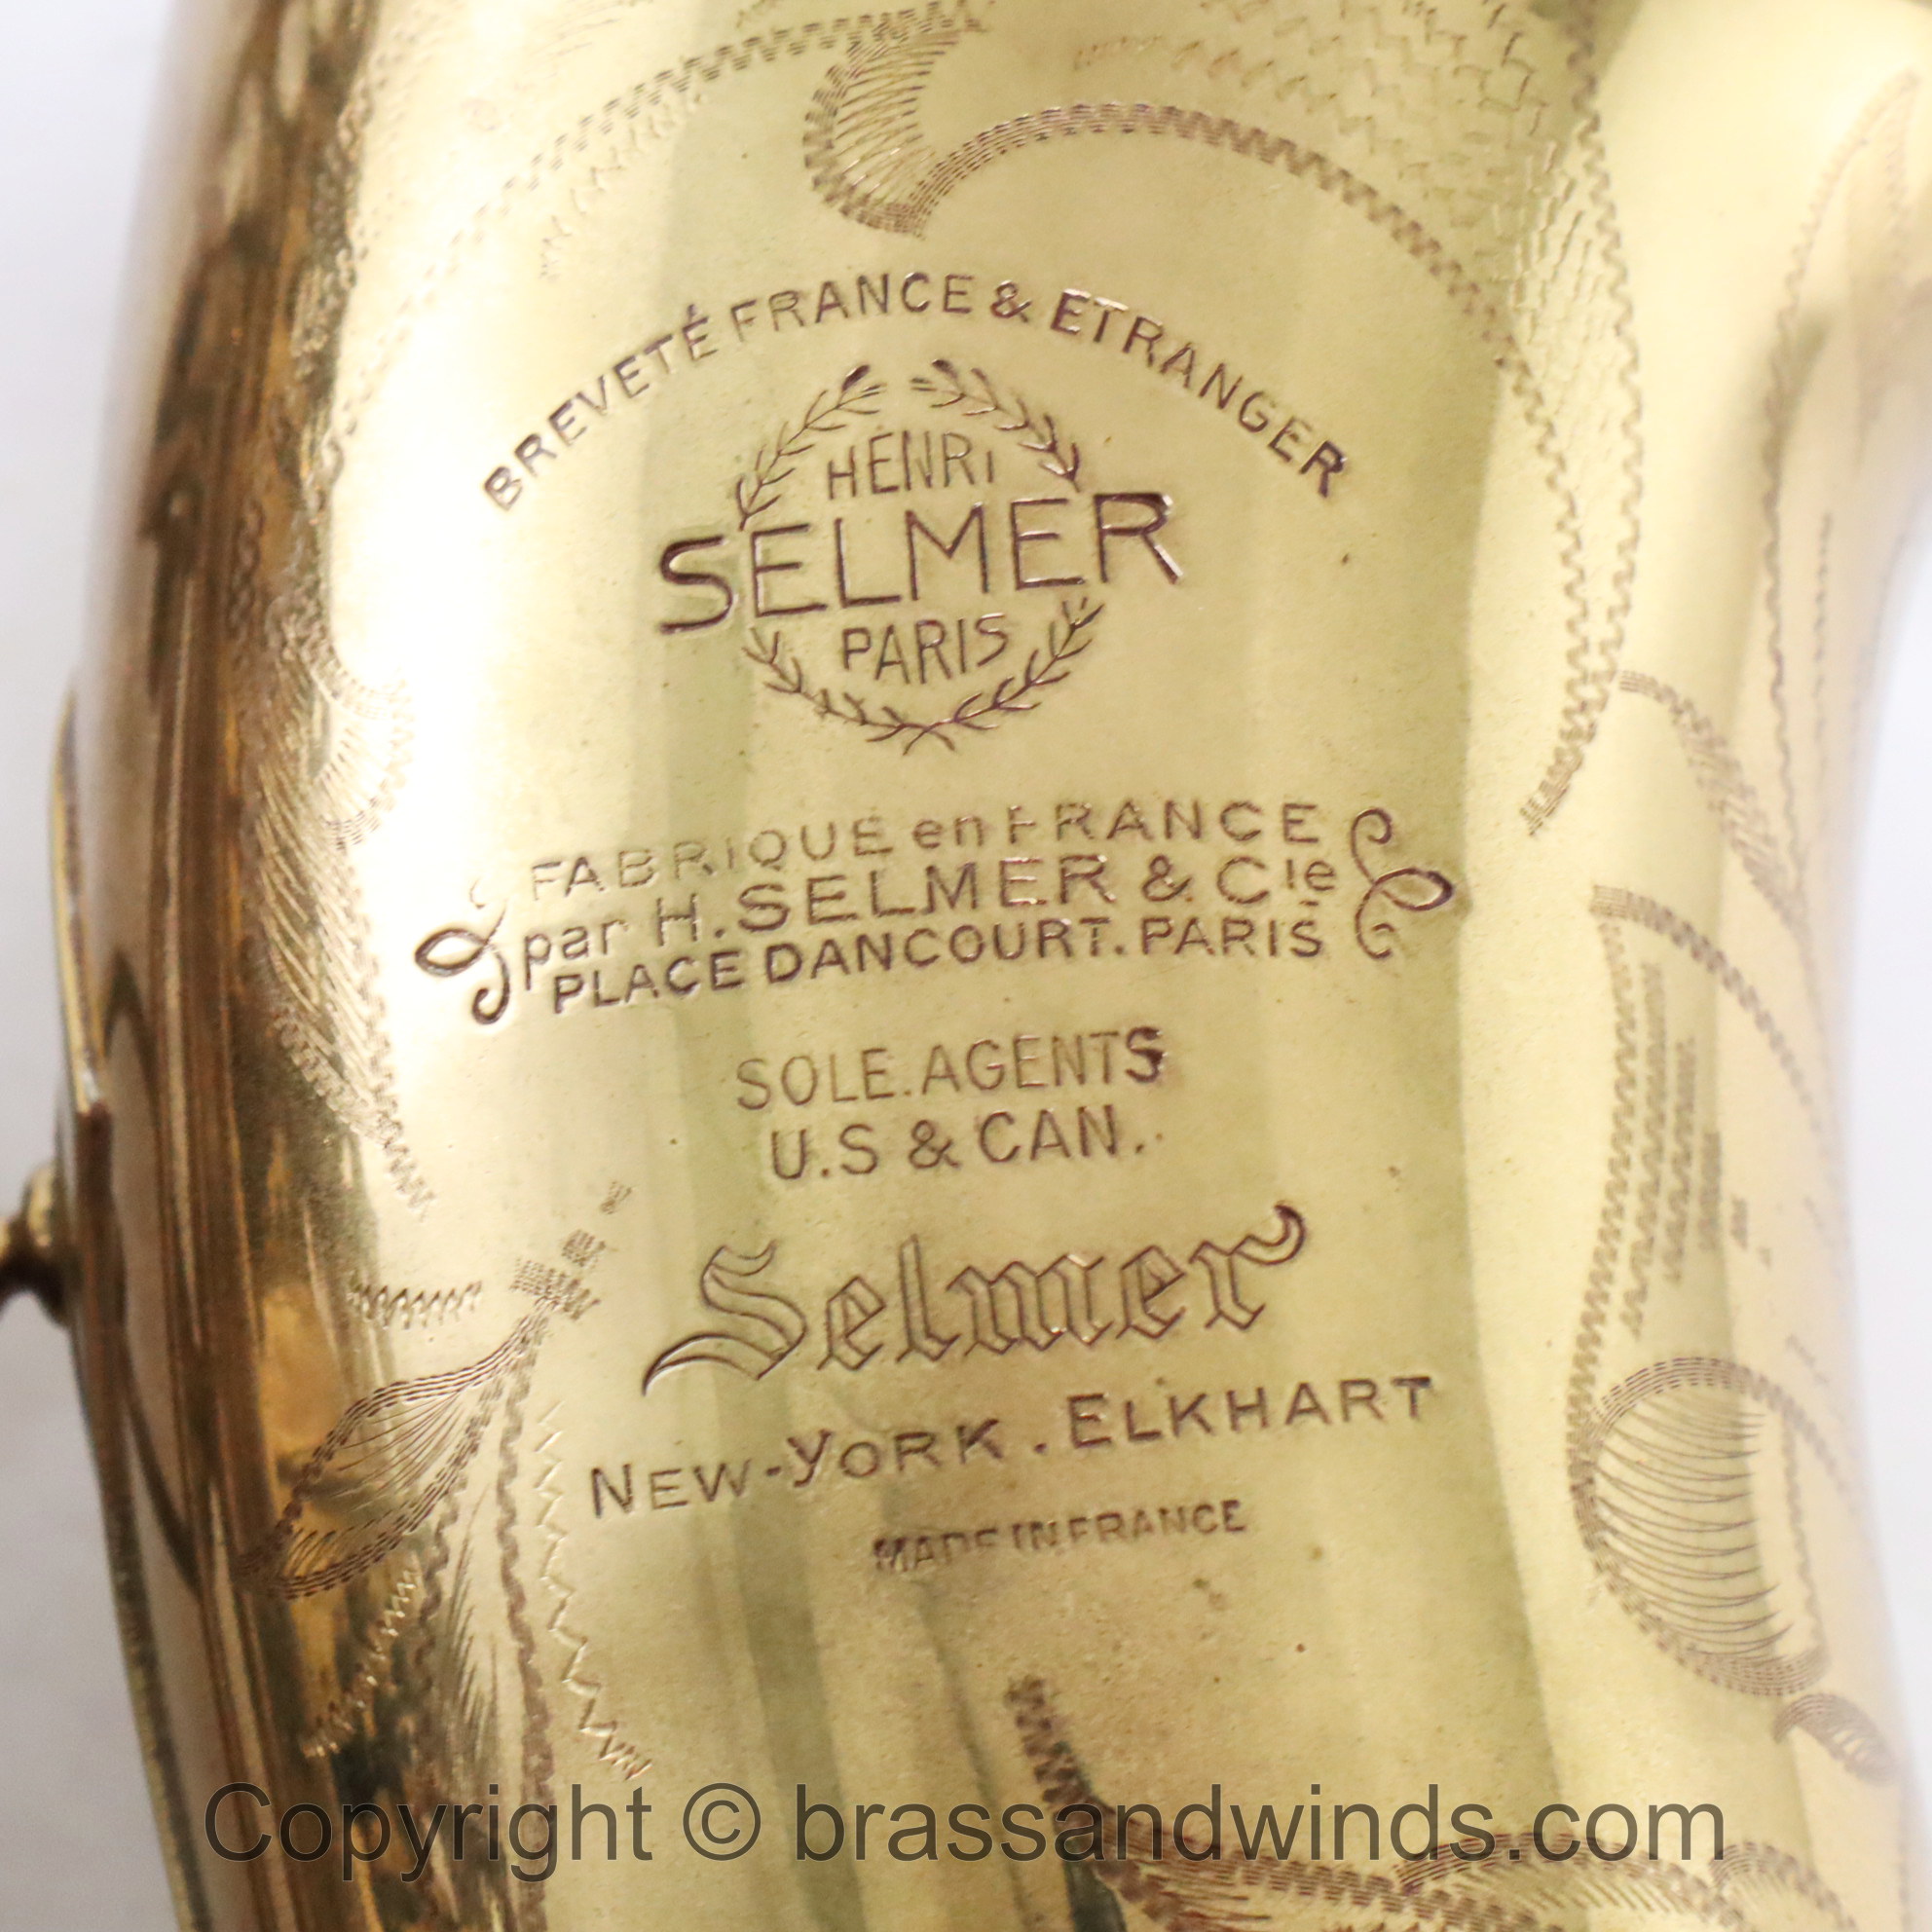 BREVETÉ FRANCE & ETRANGER
HENRI
SELMER
PARIS
FABRIQUÉ en FRANCE
par H. SELMER & Cie
PLACE DANCOURT. PARIS
SOLE. AGENTS
U.S & CAN.
Selmer
NEW-YORK . ELKHART
MADE IN FRANCE
Copyright © brassandwinds.com